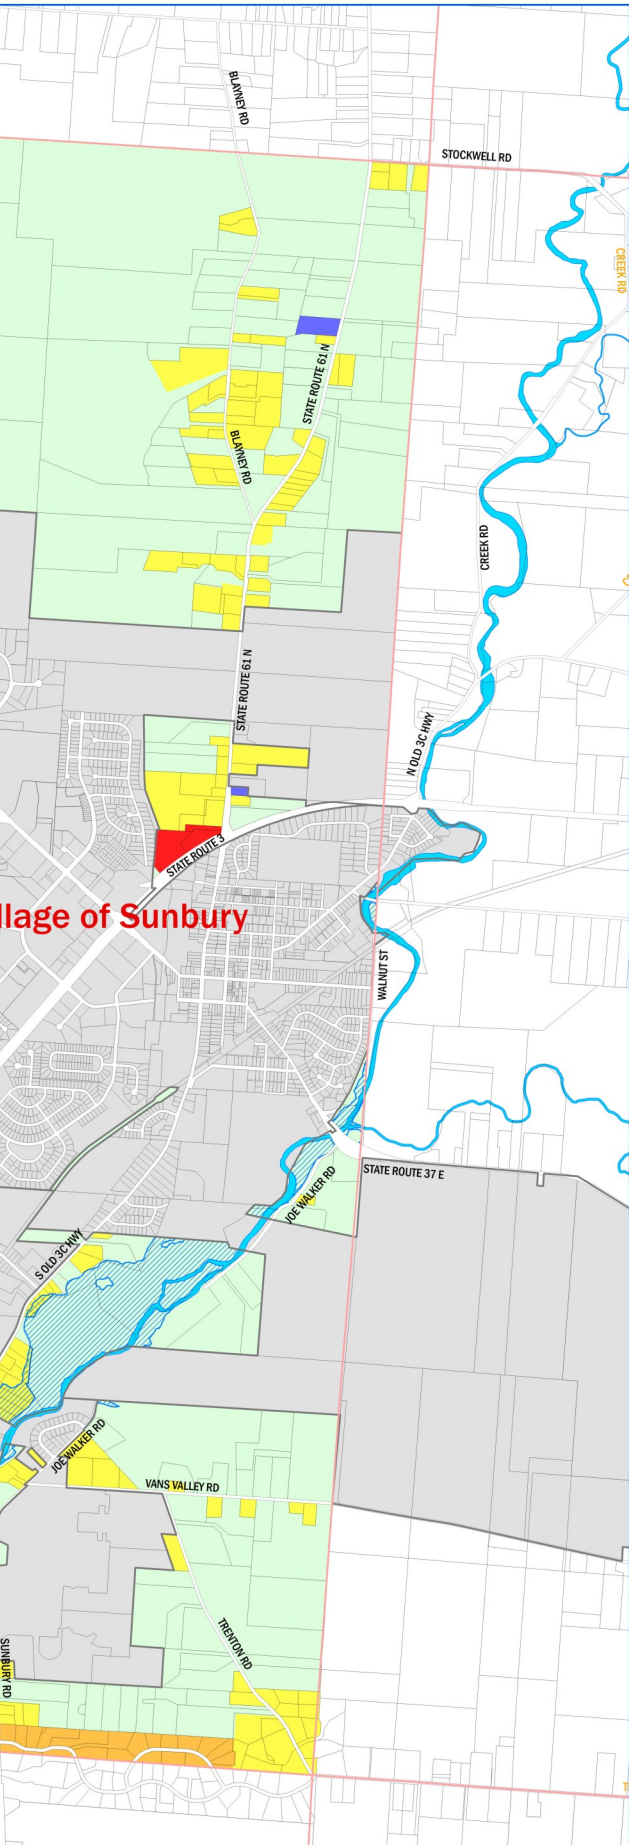 BLAYNEY RD
STOCKWELL RD
CREEK RD
STATE ROUTE 61 N
BLAYNEY RD
CREEK RD
STATE ROUTE 61 N
N OLD 3C HWY
STATE ROUTE 3
llage of Sunbury
WALNUT ST
STATE ROUTE 37 E
JOE WALKER RD
S OLD 3C HWY
JOE WALKER RD
VANS VALLEY RD
TRENTON RD
SUNBURY RD